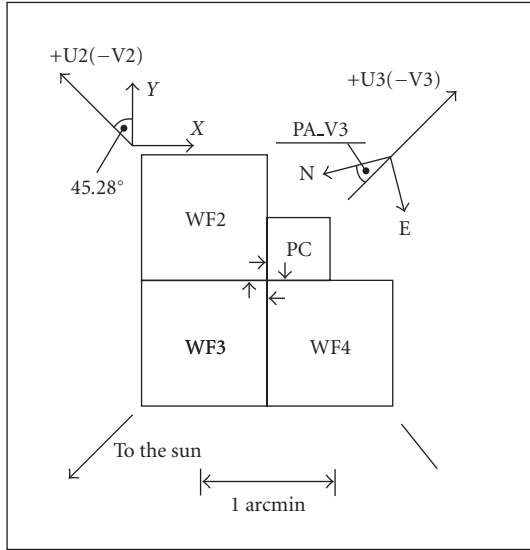 +U2(−V2)
Y
X
45.28°
+U3(−V3)
PA_V3
N
E
WF2
PC
WF3
WF4
To the sun
1 arcmin